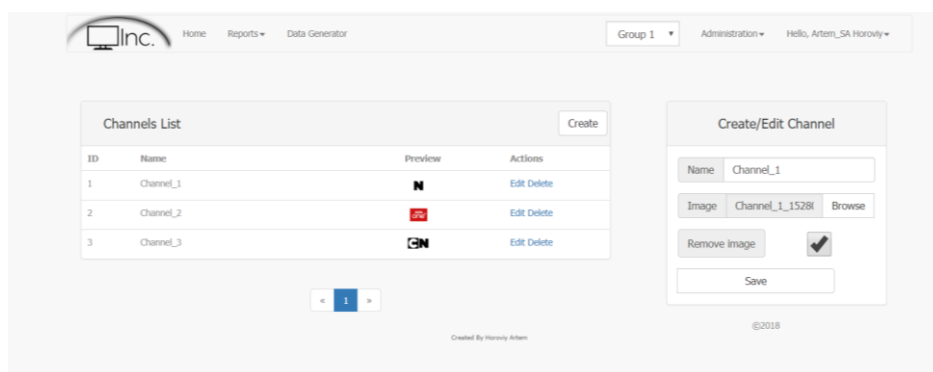 Inc. Home Reports Data Generator Group 1 Administration Hello, Artem_SA Horoviy
Channels List Create
ID Name Preview Actions
1 Channel_1 N Edit Delete
2 Channel_2 Edit Delete
3 Channel_3 CN Edit Delete
« 1 »
Create/Edit Channel
Name Channel_1
Image Channel_1_1528( Browse
Remove image
Save
©2018
Created By Horoviy Artem